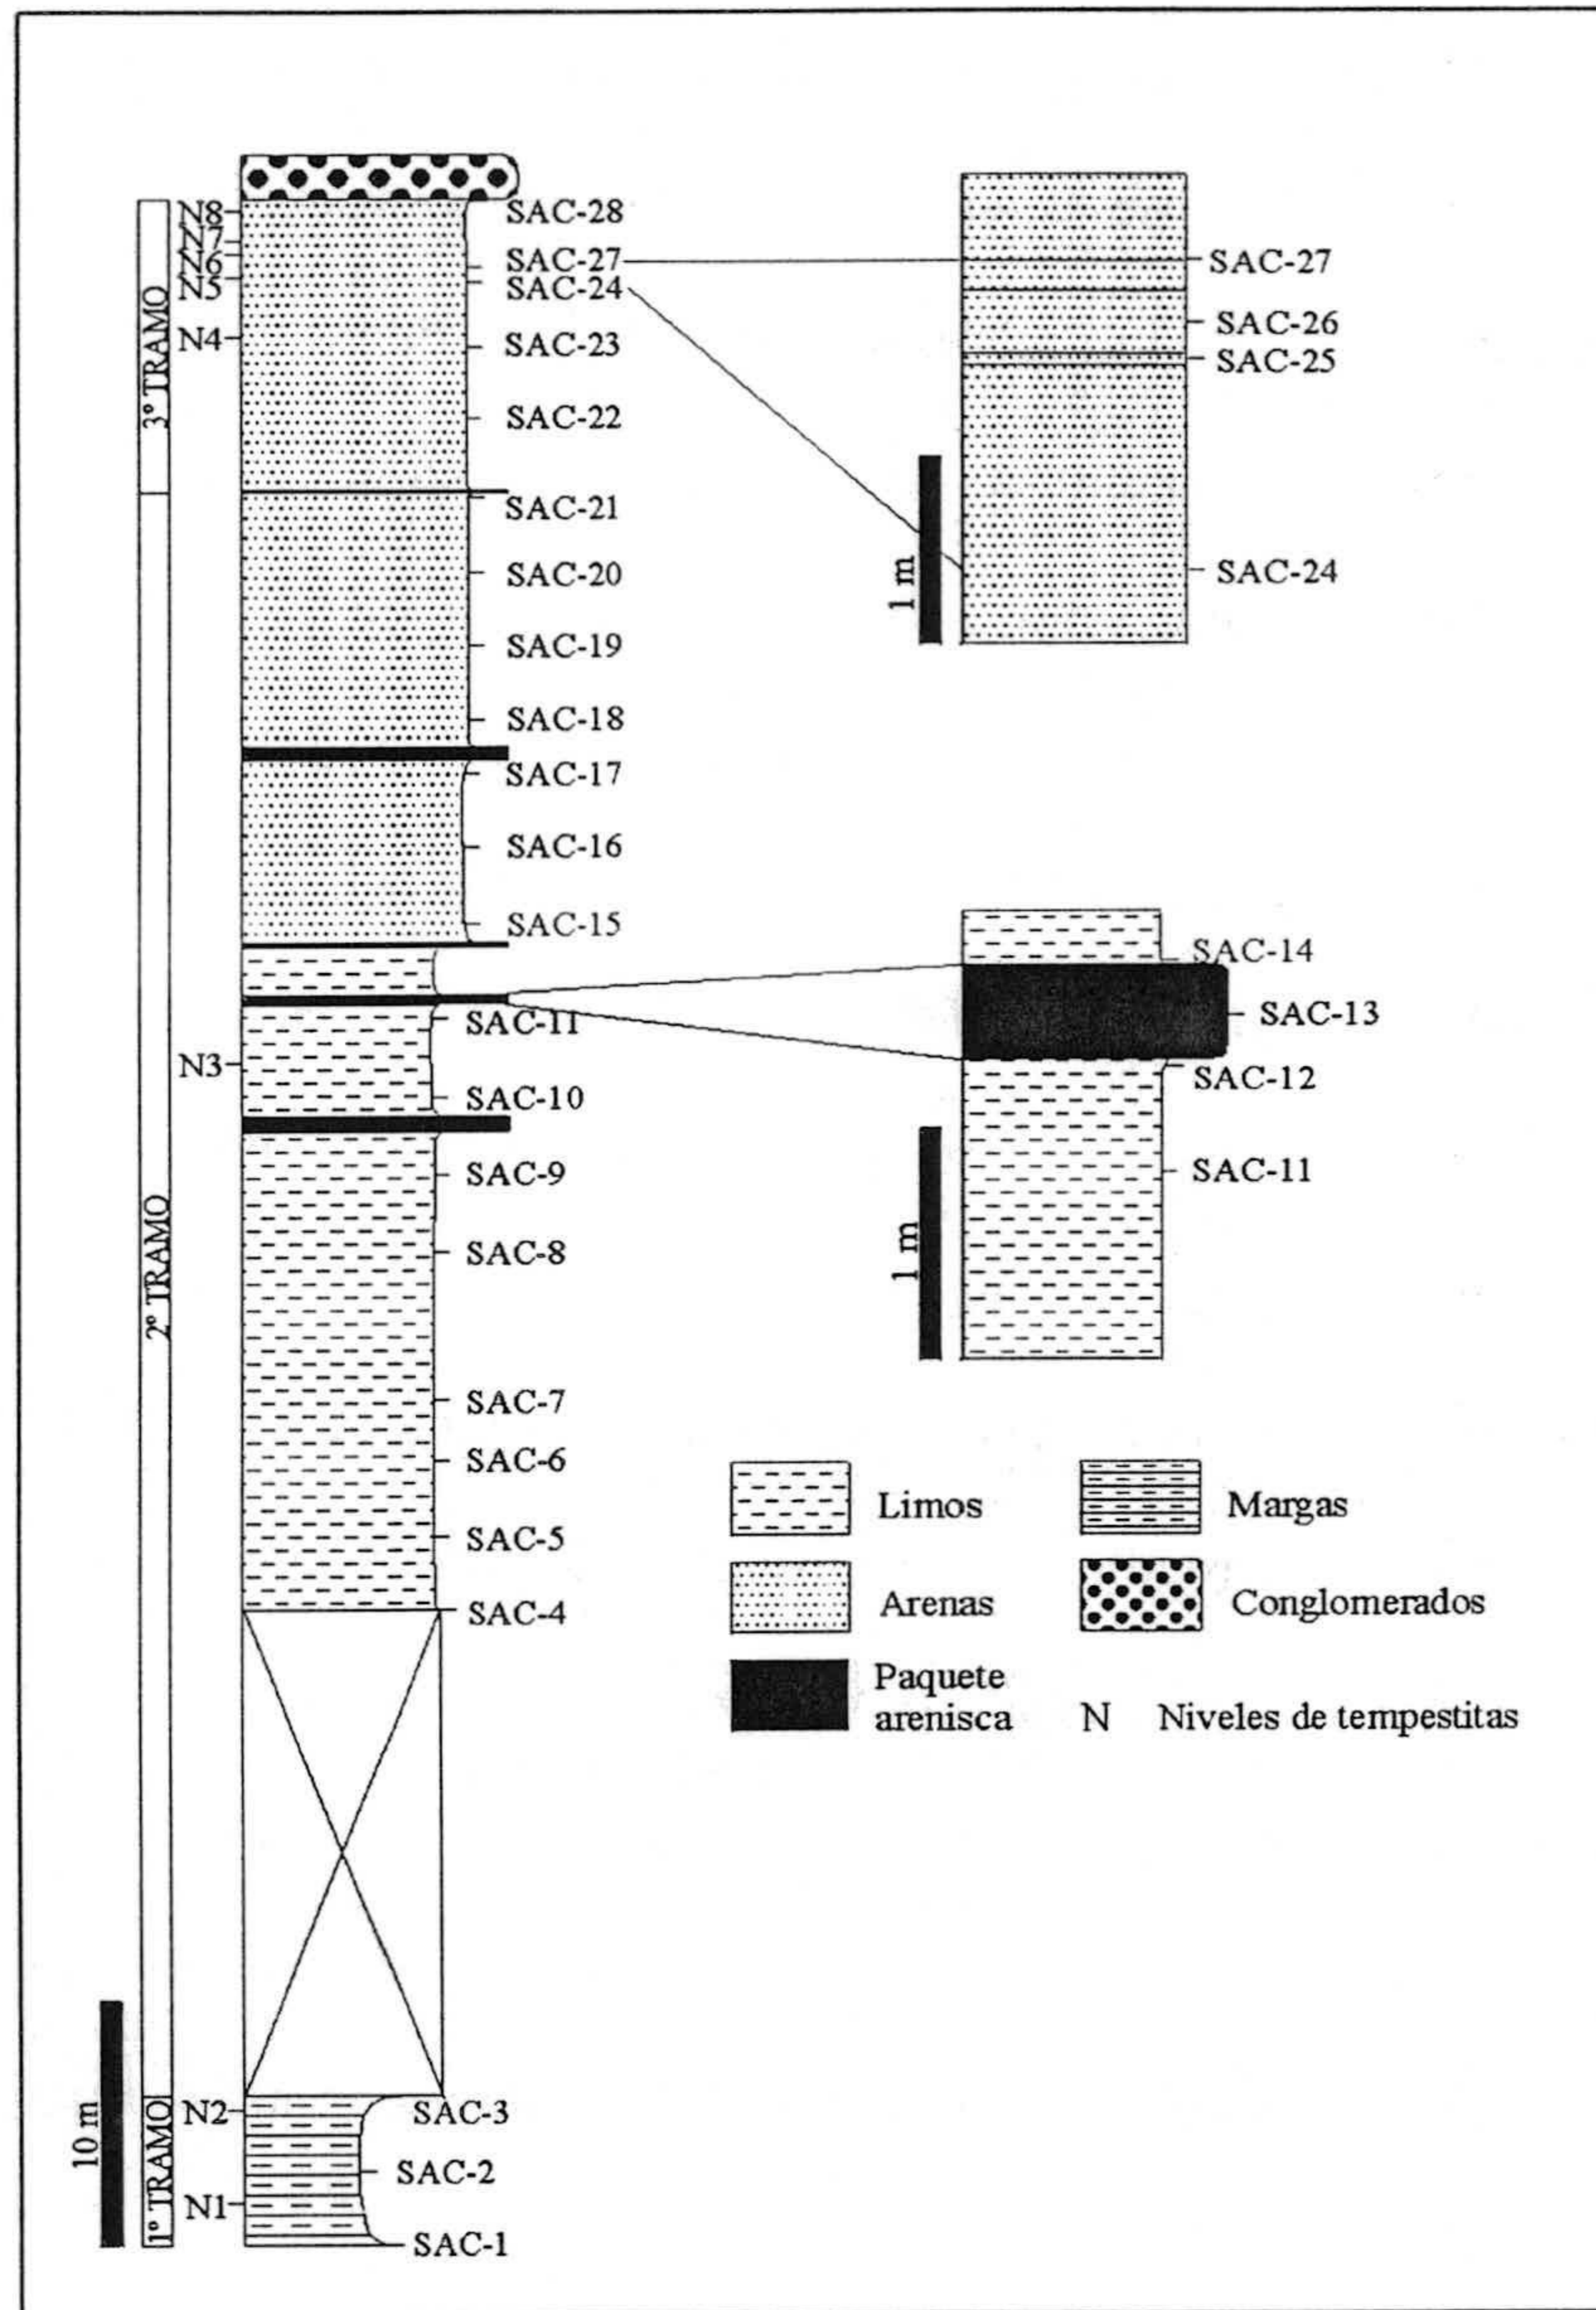 N8
N7
N6
N5
N4
3º TRAMO
SAC-28
SAC-27
SAC-24
SAC-23
SAC-22
SAC-21
SAC-20
SAC-19
SAC-18
SAC-17
SAC-16
SAC-15
SAC-11
N3
SAC-10
SAC-9
SAC-8
2º TRAMO
SAC-7
SAC-6
SAC-5
SAC-4
N2
SAC-3
SAC-2
N1
SAC-1
1º TRAMO
10 m
SAC-27
SAC-26
SAC-25
SAC-24
1 m
SAC-14
SAC-13
SAC-12
SAC-11
1 m
Limos
Margas
Arenas
Conglomerados
Paquete
arenisca
N Niveles de tempestitas